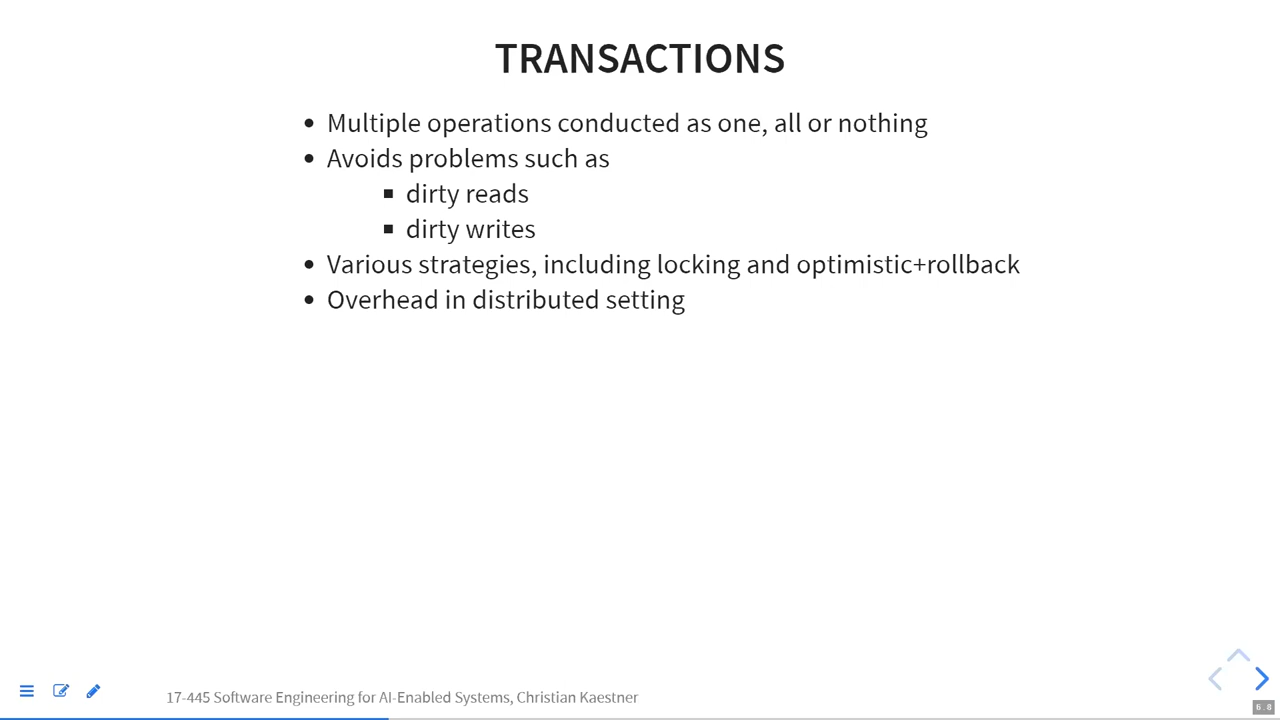 TRANSACTIONS
• Multiple operations conducted as one, all or nothing
• Avoids problems such as
▪ dirty reads
▪ dirty writes
• Various strategies, including locking and optimistic+rollback
• Overhead in distributed setting
17-445 Software Engineering for AI-Enabled Systems, Christian Kaestner
6.8